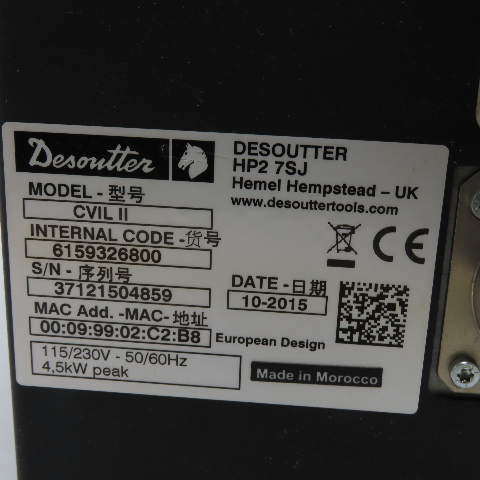 Desoutter
DESOUTTER
HP2 7SJ
Hemel Hempstead – UK
www.desouttertools.com
MODEL - 型号
CVIL II
INTERNAL CODE - 货号
6159326800
S/N - 序列号
37121504859
DATE - 日期
10-2015
MAC Add. -MAC- 地址
00:09:99:02:C2:B8
European Design
115/230V - 50/60Hz
4,5kW peak
Made in Morocco